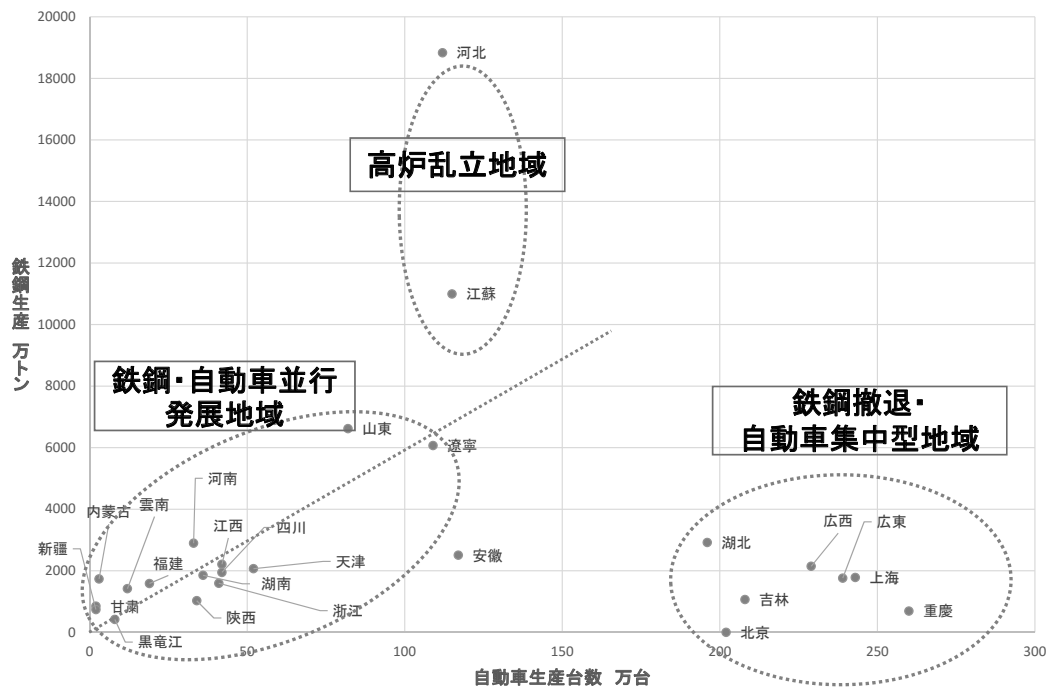 20000
18000
16000
14000
12000
10000
8000
6000
4000
2000
0
鉄鋼生産 万トン
河北
高炉乱立地域
江蘇
鉄鋼・自動車並行
発展地域
山東
遼寧
河南
雲南
内蒙古
江西
四川
新疆
福建
天津
安徽
湖南
甘粛
浙江
陝西
黒竜江
鉄鋼撤退・
自動車集中型地域
広西
広東
湖北
上海
吉林
重慶
北京
0
50
100
150
200
250
300
自動車生産台数 万台